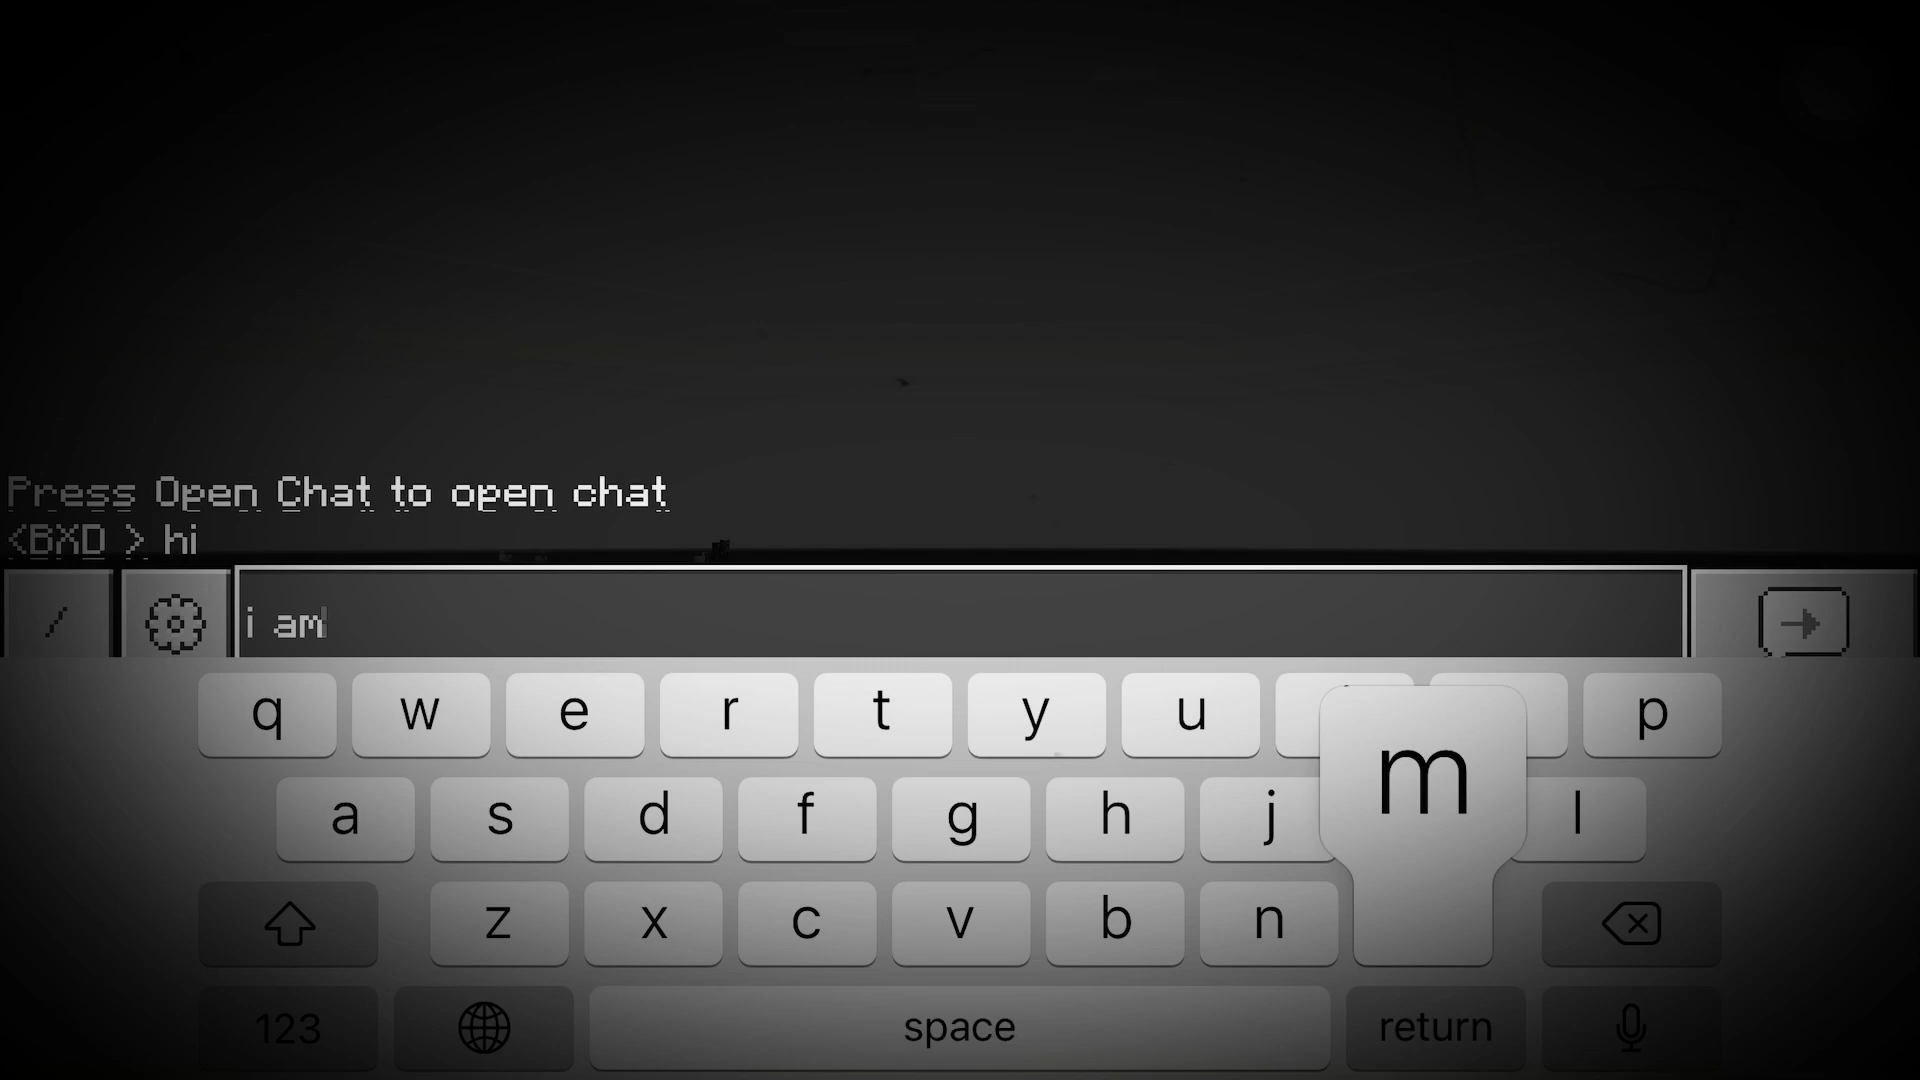 Press Open Chat to open chat
<BXD > hi
/
i am
q w e r t y u p
m
a s d f g h j l
z x c v b n
123 space return